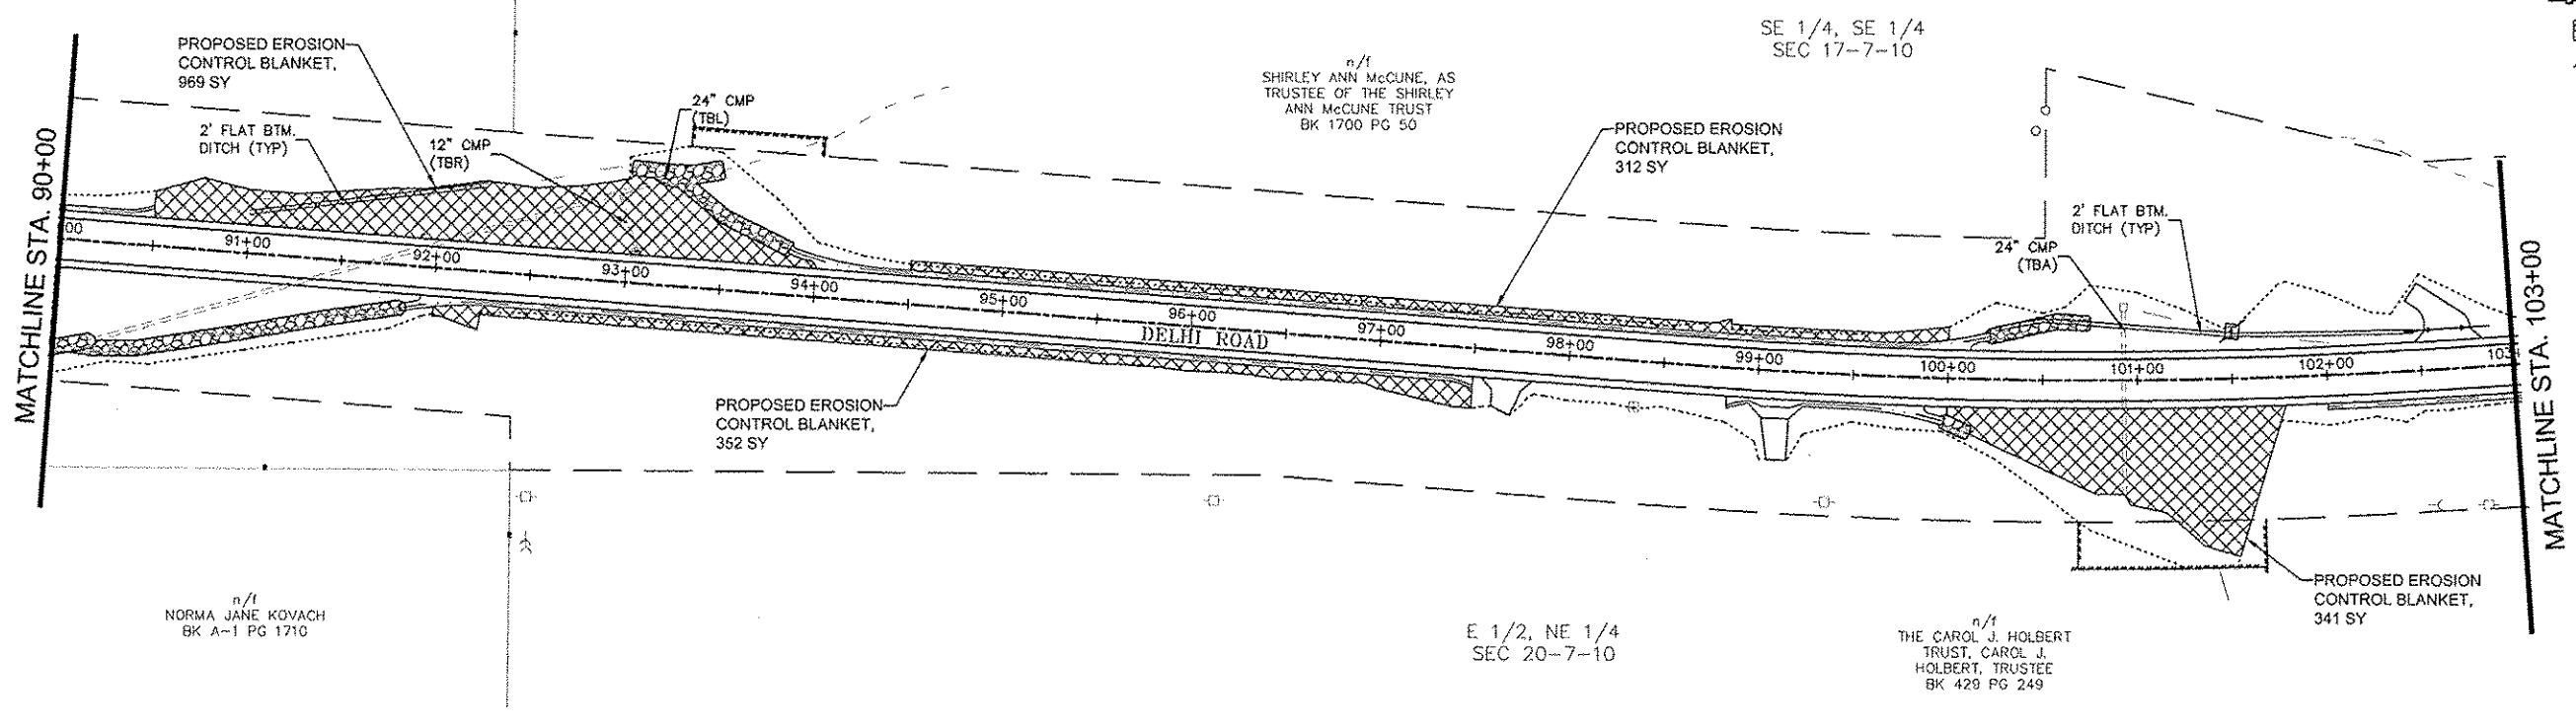 SE 1/4, SE 1/4
SEC 17-7-10
PROPOSED EROSION
CONTROL BLANKET,
969 SY
n/f
SHIRLEY ANN McCUNE, AS
TRUSTEE OF THE SHIRLEY
ANN McCUNE TRUST
BK 1700 PG 50
24" CMP
(TBL)
2' FLAT BTM.
DITCH (TYP)
12" CMP
(TBR)
PROPOSED EROSION
CONTROL BLANKET,
312 SY
2' FLAT BTM.
DITCH (TYP)
24" CMP
(TBA)
MATCHLINE STA. 90+00
00
91+00
92+00
93+00
94+00
95+00
96+00
97+00
98+00
99+00
100+00
101+00
102+00
103
DELHI ROAD
MATCHLINE STA. 103+00
PROPOSED EROSION
CONTROL BLANKET,
352 SY
PROPOSED EROSION
CONTROL BLANKET,
341 SY
n/f
NORMA JANE KOVACH
BK A-1 PG 1710
E 1/2, NE 1/4
SEC 20-7-10
n/f
THE CAROL J. HOLBERT
TRUST, CAROL J.
HOLBERT, TRUSTEE
BK 429 PG 249